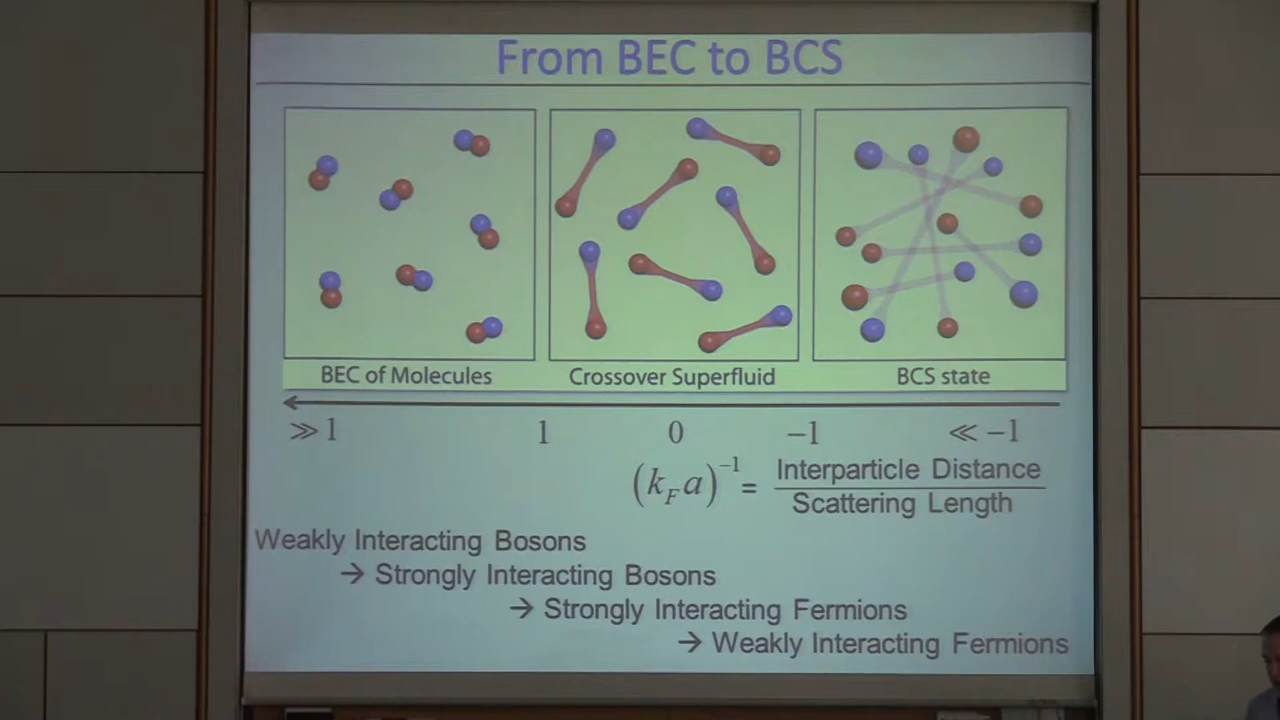 From BEC to BCS
BEC of Molecules
Crossover Superfluid
BCS state
≫ 1
1
0
−1
≪ −1
(k_F a)^{−1} = Interparticle Distance
Scattering Length
Weakly Interacting Bosons
→ Strongly Interacting Bosons
→ Strongly Interacting Fermions
→ Weakly Interacting Fermions